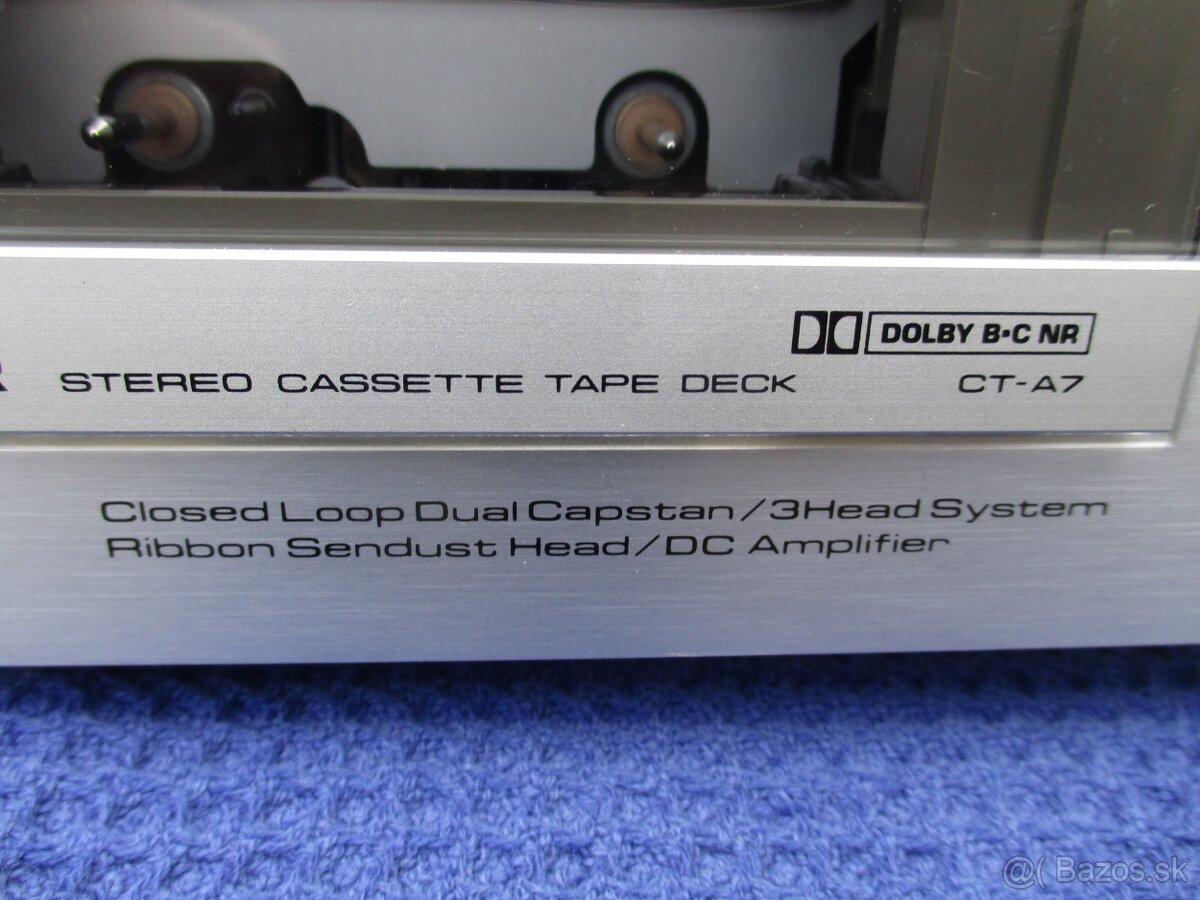 DOLBY B·C NR
STEREO CASSETTE TAPE DECK CT-A7
Closed Loop Dual Capstan/3Head System
Ribbon Sendust Head/DC Amplifier
@( Bazos.sk